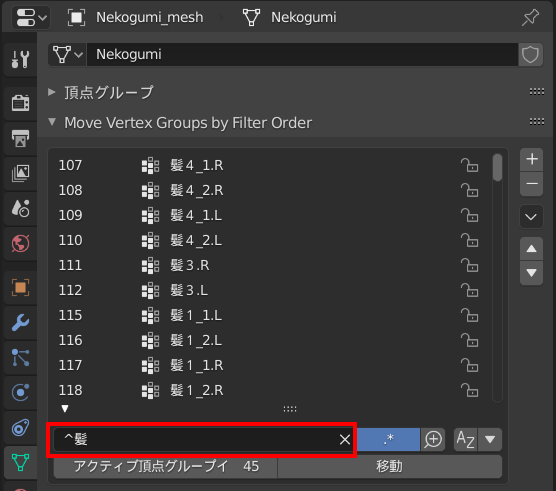 Nekogumi_mesh Nekogumi
Nekogumi
頂点グループ
Move Vertex Groups by Filter Order
107 髪４_1.R
108 髪４_2.R
109 髪４_1.L
110 髪４_2.L
111 髪３.R
112 髪３.L
115 髪１_1.L
116 髪１_2.L
117 髪１_1.R
118 髪１_2.R
^髪 .* AZ
アクティブ頂点グループイ 45 移動